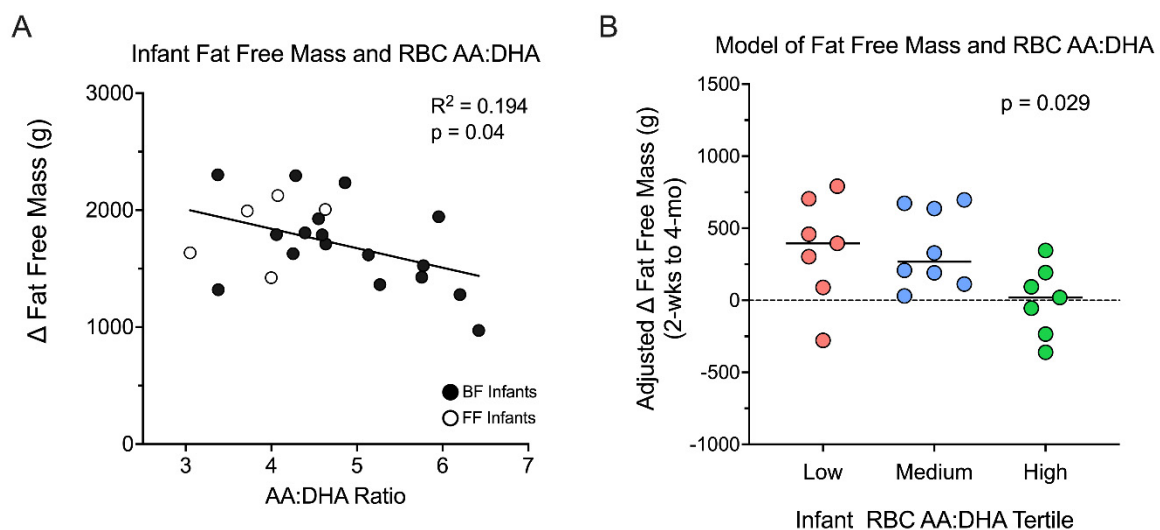 A
Infant Fat Free Mass and RBC AA:DHA
Δ Fat Free Mass (g)
3000
2000
1000
0
R² = 0.194
p = 0.04
BF Infants
FF Infants
3 4 5 6 7
AA:DHA Ratio
B
Model of Fat Free Mass and RBC AA:DHA
Adjusted Δ Fat Free Mass (g)
(2-wks to 4-mo)
1500
1000
500
0
-500
-1000
p = 0.029
Low Medium High
Infant RBC AA:DHA Tertile